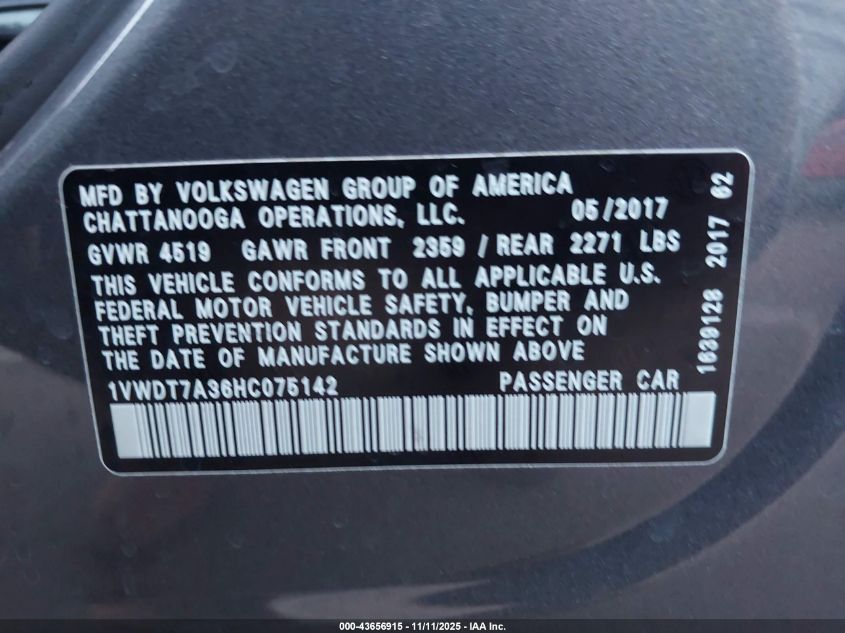 MFD BY VOLKSWAGEN GROUP OF AMERICA
CHATTANOOGA OPERATIONS, LLC. 05/2017
GVWR 4519 GAWR FRONT 2359 / REAR 2271 LBS
THIS VEHICLE CONFORMS TO ALL APPLICABLE U.S.
FEDERAL MOTOR VEHICLE SAFETY, BUMPER AND
THEFT PREVENTION STANDARDS IN EFFECT ON
THE DATE OF MANUFACTURE SHOWN ABOVE
1VWDT7A36HC075142 PASSENGER CAR
1639128 2017 62
000-43656915 - 11/11/2025 - IAA Inc.